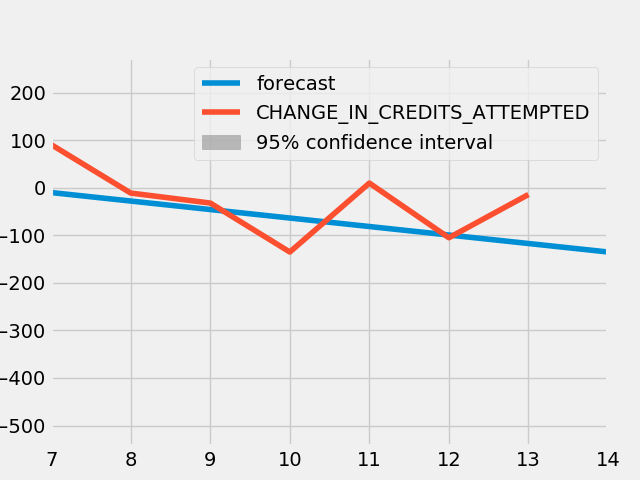 forecast
CHANGE_IN_CREDITS_ATTEMPTED
95% confidence interval
200
100
0
−100
−200
−300
−400
−500
7 8 9 10 11 12 13 14